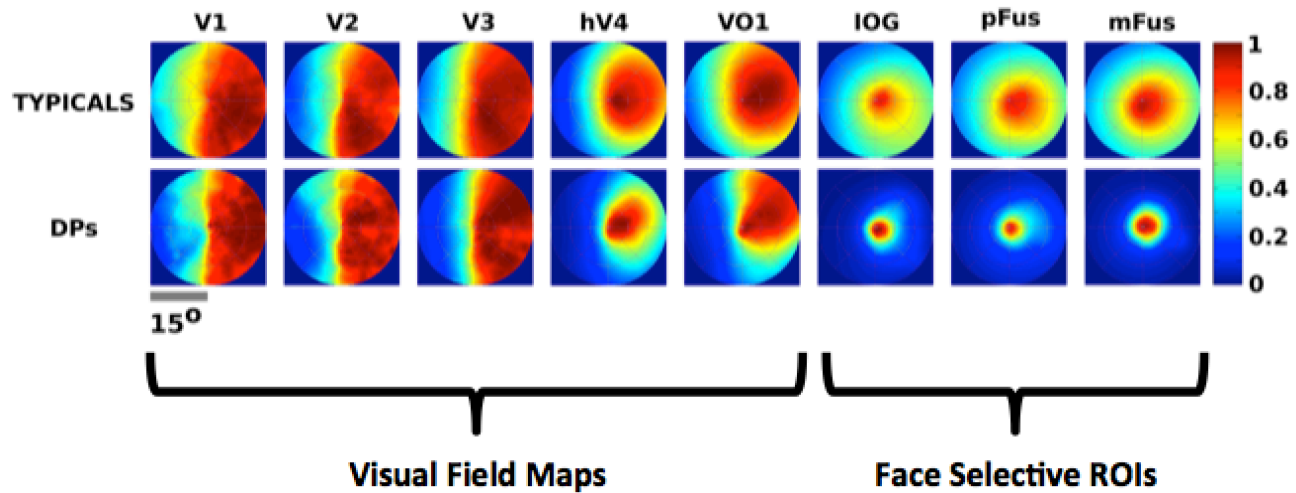 V1 V2 V3 hV4 VO1 IOG pFus mFus
TYPICALS
DPs
1
0.8
0.6
0.4
0.2
0
15º
Visual Field Maps
Face Selective ROIs